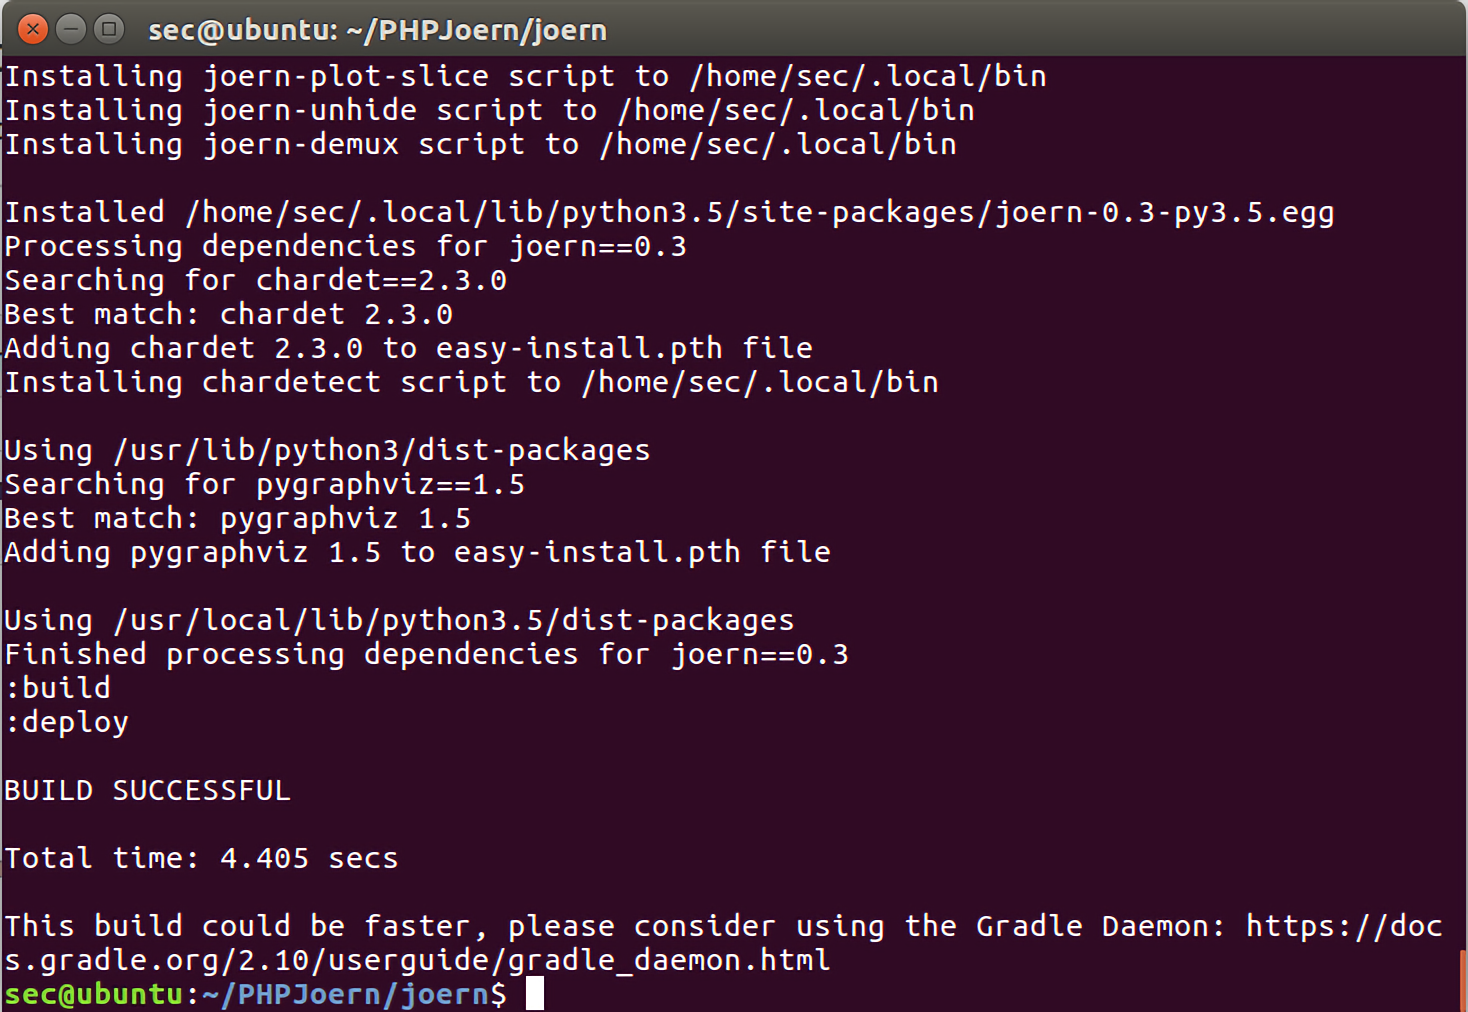 sec@ubuntu: ~/PHPJoern/joern
Installing joern-plot-slice script to /home/sec/.local/bin
Installing joern-unhide script to /home/sec/.local/bin
Installing joern-demux script to /home/sec/.local/bin
Installed /home/sec/.local/lib/python3.5/site-packages/joern-0.3-py3.5.egg
Processing dependencies for joern==0.3
Searching for chardet==2.3.0
Best match: chardet 2.3.0
Adding chardet 2.3.0 to easy-install.pth file
Installing chardetect script to /home/sec/.local/bin
Using /usr/lib/python3/dist-packages
Searching for pygraphviz==1.5
Best match: pygraphviz 1.5
Adding pygraphviz 1.5 to easy-install.pth file
Using /usr/local/lib/python3.5/dist-packages
Finished processing dependencies for joern==0.3
:build
:deploy
BUILD SUCCESSFUL
Total time: 4.405 secs
This build could be faster, please consider using the Gradle Daemon: https://doc
s.gradle.org/2.10/userguide/gradle_daemon.html
sec@ubuntu:~/PHPJoern/joern$